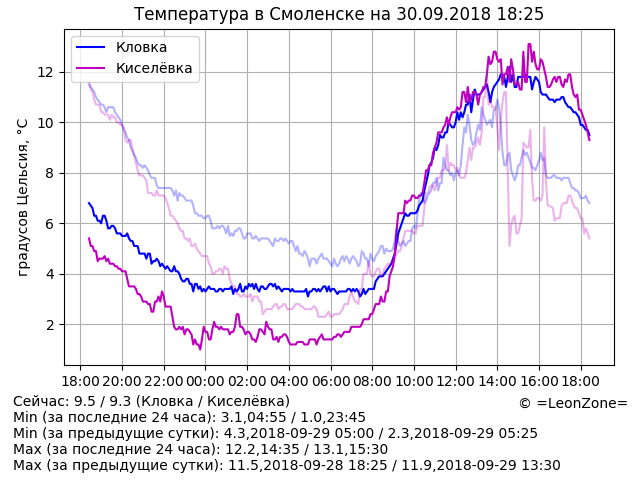 Температура в Смоленске на 30.09.2018 18:25
Кловка
Киселёвка
градусов Цельсия, °C
12
10
8
6
4
2
18:00 20:00 22:00 00:00 02:00 04:00 06:00 08:00 10:00 12:00 14:00 16:00 18:00
Сейчас: 9.5 / 9.3 (Кловка / Киселёвка)
© =LeonZone=
Min (за последние 24 часа): 3.1,04:55 / 1.0,23:45
Min (за предыдущие сутки): 4.3,2018-09-29 05:00 / 2.3,2018-09-29 05:25
Max (за последние 24 часа): 12.2,14:35 / 13.1,15:30
Max (за предыдущие сутки): 11.5,2018-09-28 18:25 / 11.9,2018-09-29 13:30